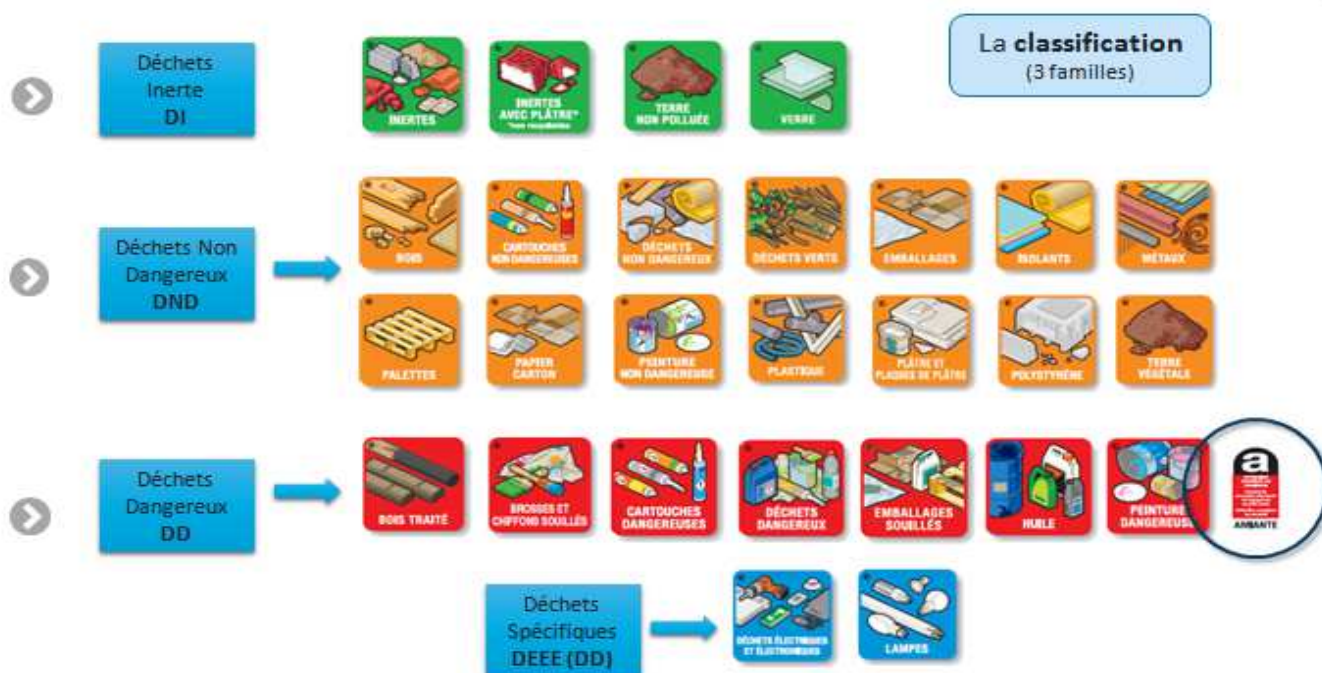 La classification
(3 familles)
Déchets
Inerte
DI
INERTES
INERTES
AVEC PLÂTRE*
TERRE
NON POLLUÉE
VERRE
Déchets Non
Dangereux
DND
BOIS
CARTOUCHES
NON DANGEREUSES
DÉCHETS
NON DANGEREUX
DÉCHETS VERTS
EMBALLAGES
ISOLANTS
MÉTAUX
PALETTES
PAPIER
CARTON
PEINTURE
NON DANGEREUSE
PLASTIQUE
PLÂTRE ET
PLAQUES DE PLÂTRE
POLYSTYRÈNE
TERRE
VÉGÉTALE
Déchets
Dangereux
DD
BOIS TRAITÉ
BROSSES ET
CHIFFONS SOUILLÉS
CARTOUCHES
DANGEREUSES
DÉCHETS
DANGEREUX
EMBALLAGES
SOUILLÉS
HUILE
PEINTURE
DANGEREUSE
a
AMIANTE
Déchets
Spécifiques
DEEE (DD)
DÉCHETS ÉLECTRIQUES
ET ÉLECTRONIQUES
LAMPES